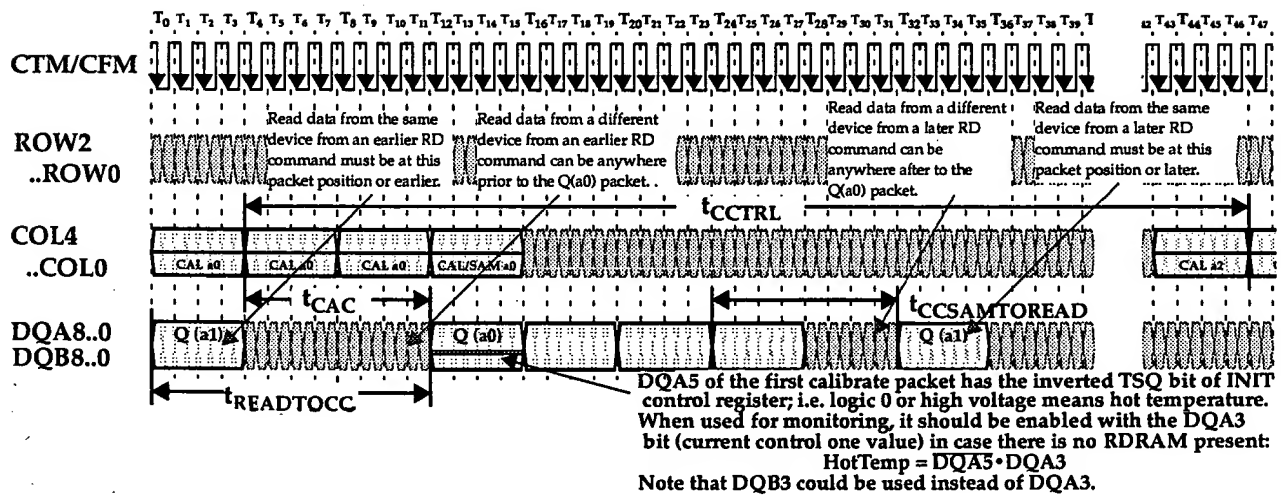 T0 T1 T2 T3 T4 T5 T6 T7 T8 T9 T10 T11 T12 T13 T14 T15 T16 T17 T18 T19 T20 T21 T22 T23 T24 T25 T26 T27 T28 T29 T30 T31 T32 T33 T34 T35 T36 T37 T38 T39 T 42 T43 T44 T45 T46 T47
CTM/CFM
ROW2
..ROW0
Read data from the same
device from an earlier RD
command must be at this
packet position or earlier.
Read data from a different
device from an earlier RD
command can be anywhere
prior to the Q(a0) packet. .
Read data from a different
device from a later RD
command can be
anywhere after to the
Q(a0) packet.
Read data from the same
device from a later RD
command must be at this
packet position or later.
tCCTRL
COL4
..COL0
CAL a0 CAL a0 CAL a0 CAL/SAM a0 CAL a2
tCAC
tCCSAMTOREAD
DQA8..0
DQB8..0
Q (a1) Q (a0) Q (a1)
tREADTOCC
DQA5 of the first calibrate packet has the inverted TSQ bit of INIT
control register; i.e. logic 0 or high voltage means hot temperature.
When used for monitoring, it should be enabled with the DQA3
bit (current control one value) in case there is no RDRAM present:
HotTemp = D̅Q̅A̅5̅•DQA3
Note that DQB3 could be used instead of DQA3.